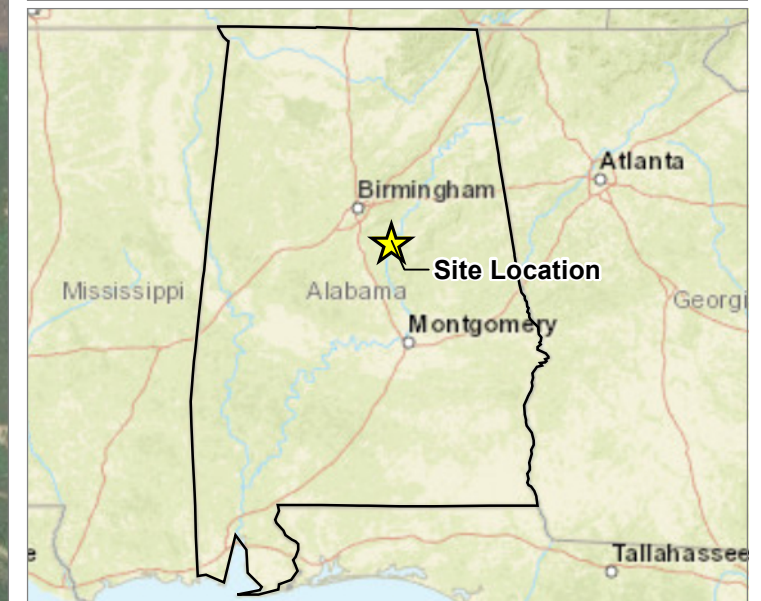 Atlanta
Birmingham
Site Location
Mississippi
Alabama
Georgi
Montgomery
Tallahassee
e